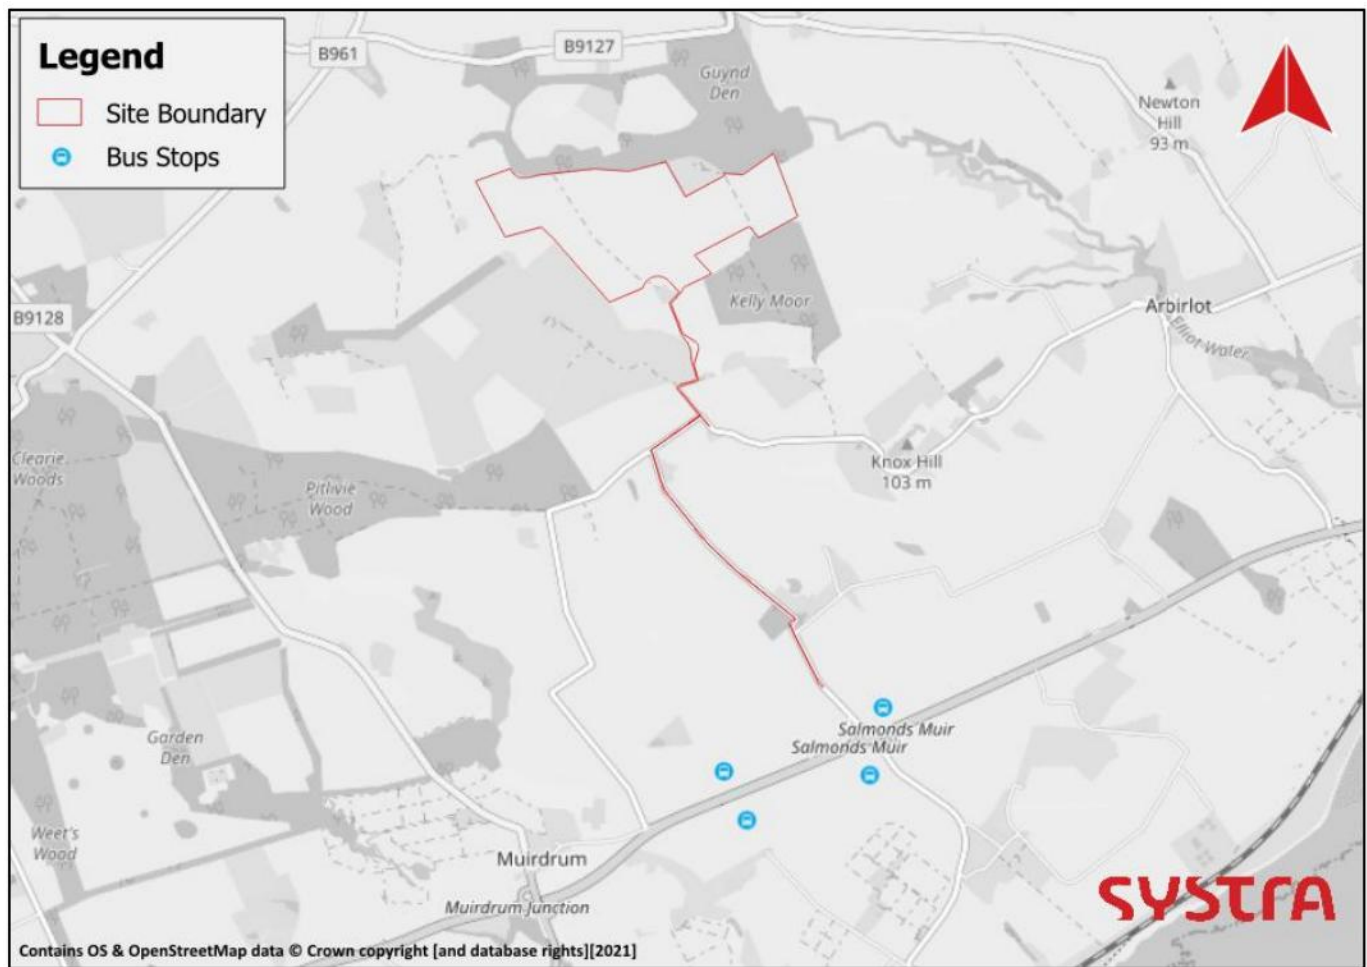 Legend
Site Boundary
Bus Stops
B961
B9127
Guynd
Den
Newton
Hill
93 m
Kelly Moor
Arbirlot
Elliot Water
B9128
Clearie
Woods
Pitlivie
Wood
Knox Hill
103 m
Salmonds Muir
Salmonds Muir
Garden
Den
Weet's
Wood
Muirdrum
Muirdrum Junction
SYSTRA
Contains OS & OpenStreetMap data © Crown copyright [and database rights][2021]